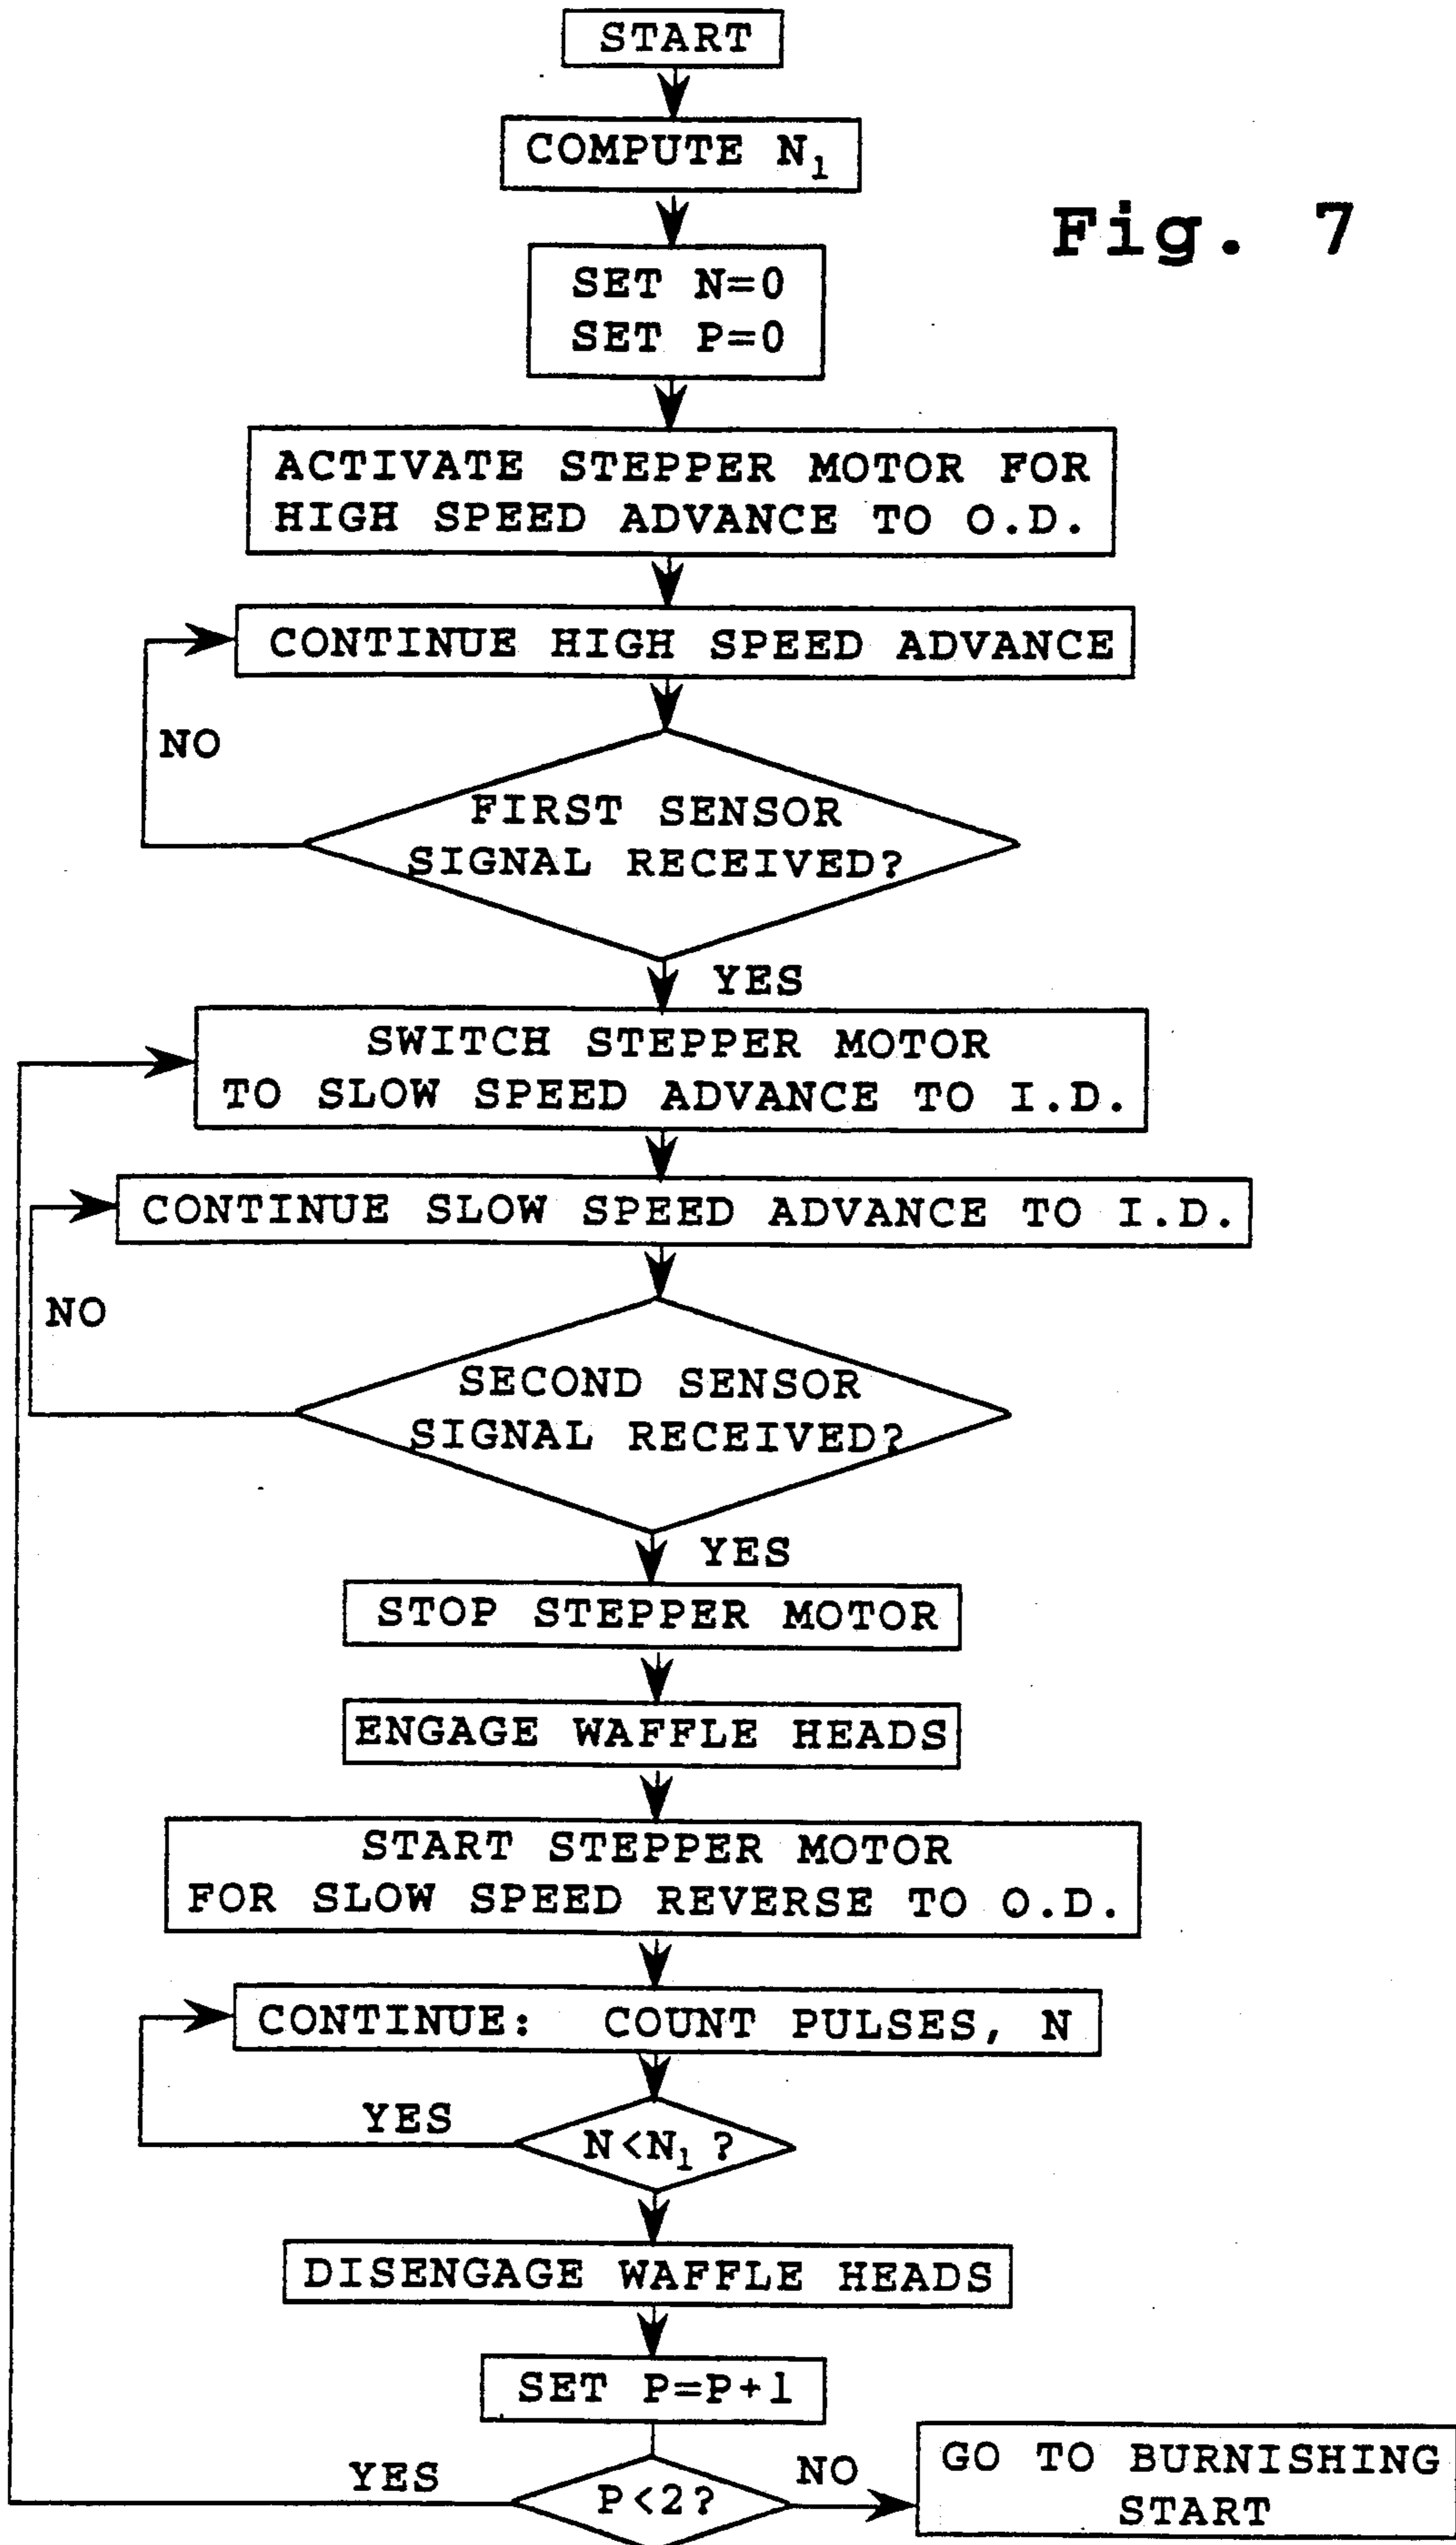 START
COMPUTE N₁
Fig. 7
SET N=0
SET P=0
ACTIVATE STEPPER MOTOR FOR
HIGH SPEED ADVANCE TO O.D.
CONTINUE HIGH SPEED ADVANCE
NO
FIRST SENSOR
SIGNAL RECEIVED?
YES
SWITCH STEPPER MOTOR
TO SLOW SPEED ADVANCE TO I.D.
CONTINUE SLOW SPEED ADVANCE TO I.D.
NO
SECOND SENSOR
SIGNAL RECEIVED?
YES
STOP STEPPER MOTOR
ENGAGE WAFFLE HEADS
START STEPPER MOTOR
FOR SLOW SPEED REVERSE TO O.D.
CONTINUE: COUNT PULSES, N
YES
N<N₁ ?
DISENGAGE WAFFLE HEADS
SET P=P+1
YES
P<2?
NO
GO TO BURNISHING
START